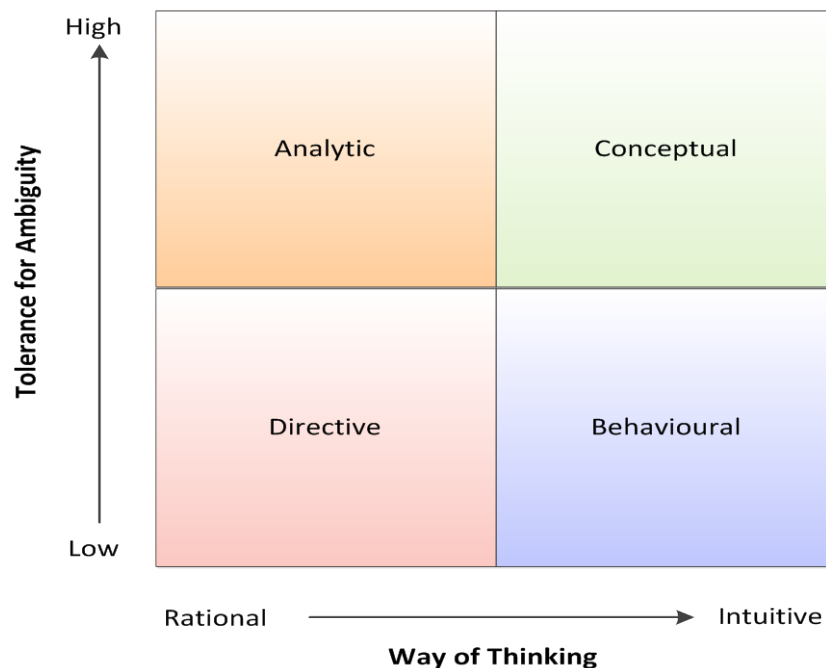 High
Analytic
Conceptual
Tolerance for Ambiguity
Directive
Behavioural
Low
Rational
Intuitive
Way of Thinking